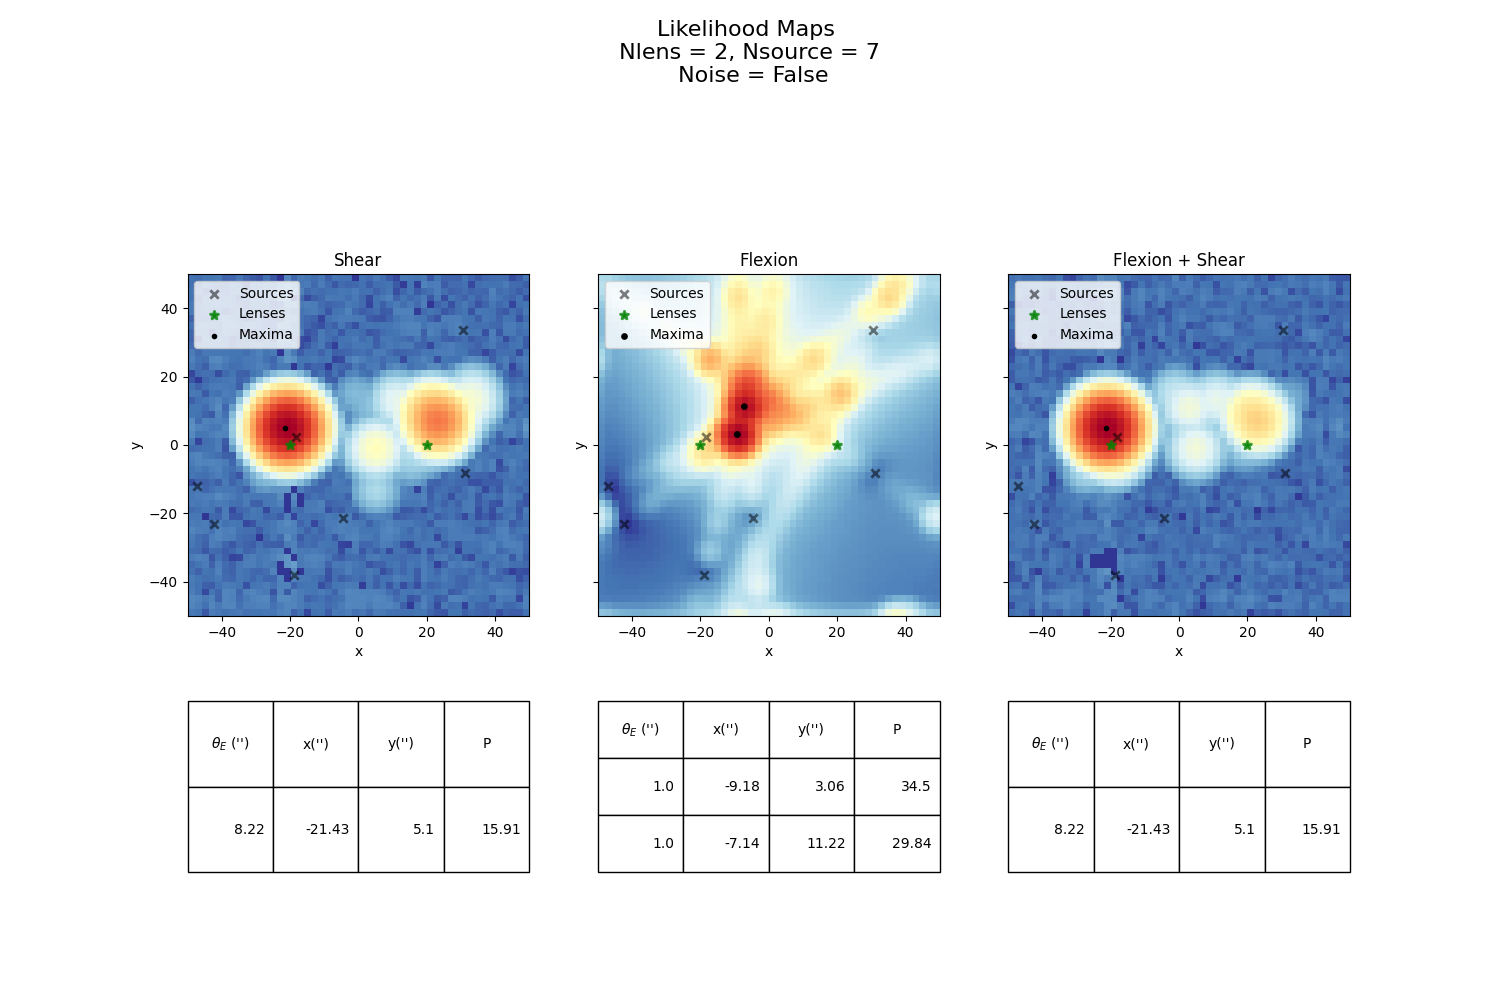 Likelihood Maps
Nlens = 2, Nsource = 7
Noise = False
Shear
Flexion
Flexion + Shear
Sources
Lenses
Maxima
Sources
Lenses
Maxima
Sources
Lenses
Maxima
40
20
0
−20
−40
y
y
y
−40 −20 0 20 40
−40 −20 0 20 40
−40 −20 0 20 40
x
x
x
θE ('') x('') y('') P
8.22 -21.43 5.1 15.91
θE ('') x('') y('') P
1.0 -9.18 3.06 34.5
1.0 -7.14 11.22 29.84
θE ('') x('') y('') P
8.22 -21.43 5.1 15.91